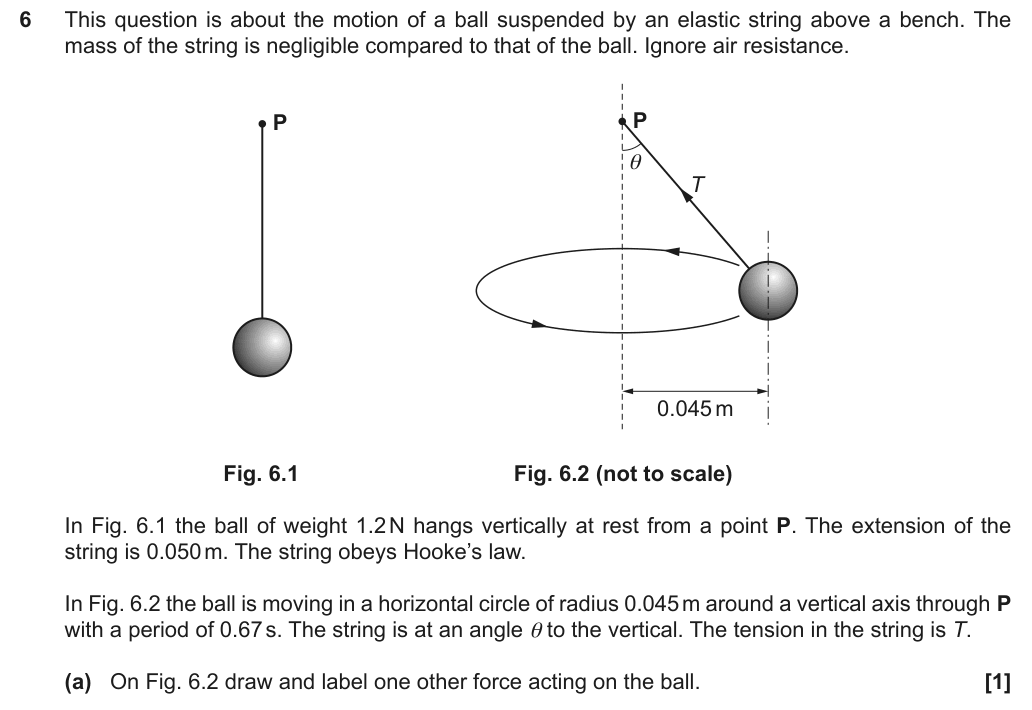 6 This question is about the motion of a ball suspended by an elastic string above a bench. The
mass of the string is negligible compared to that of the ball. Ignore air resistance.
P
P
θ
T
0.045 m
Fig. 6.1
Fig. 6.2 (not to scale)
In Fig. 6.1 the ball of weight 1.2 N hangs vertically at rest from a point P. The extension of the
string is 0.050 m. The string obeys Hooke's law.
In Fig. 6.2 the ball is moving in a horizontal circle of radius 0.045 m around a vertical axis through P
with a period of 0.67 s. The string is at an angle θ to the vertical. The tension in the string is T.
(a) On Fig. 6.2 draw and label one other force acting on the ball. [1]